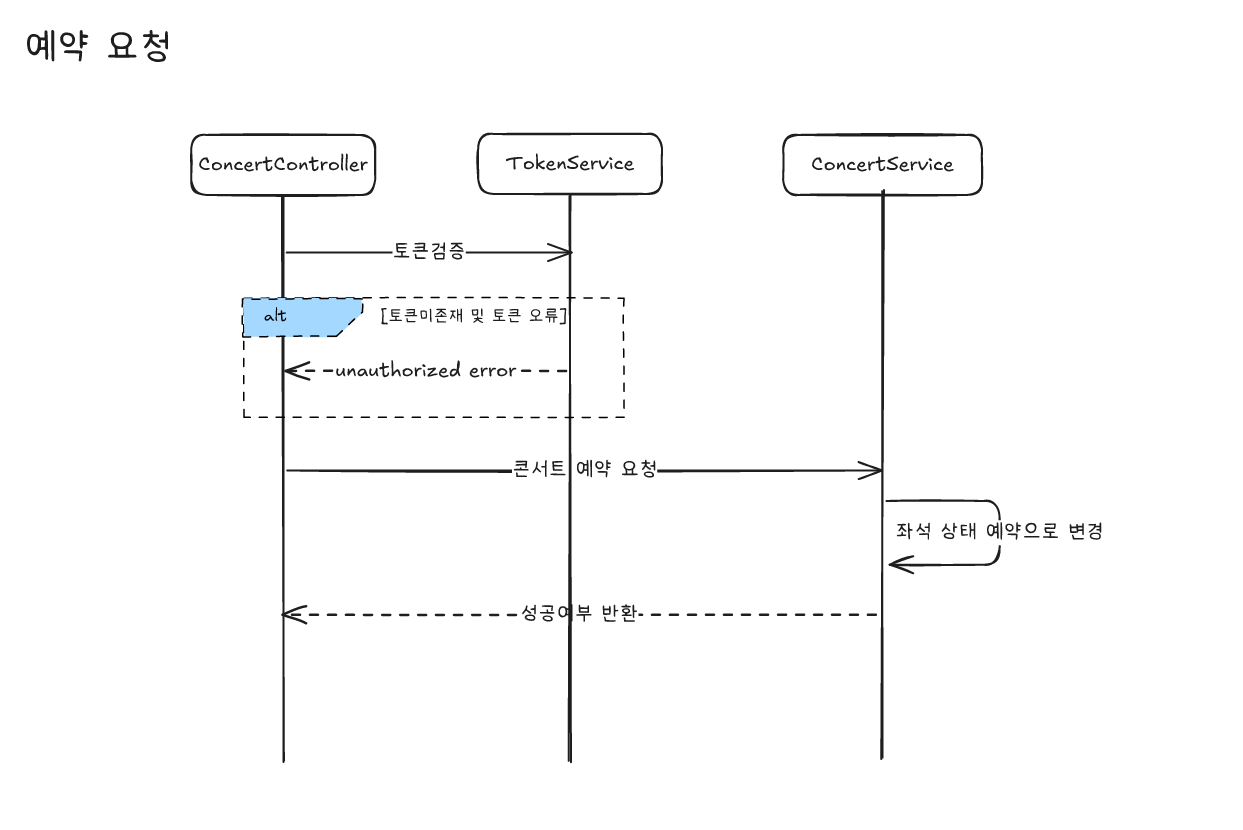 예약 요청
ConcertController
TokenService
ConcertService
토큰검증
alt
[토큰미존재 및 토큰 오류]
unauthorized error
콘서트 예약 요청
좌석 상태 예약으로 변경
성공여부 반환